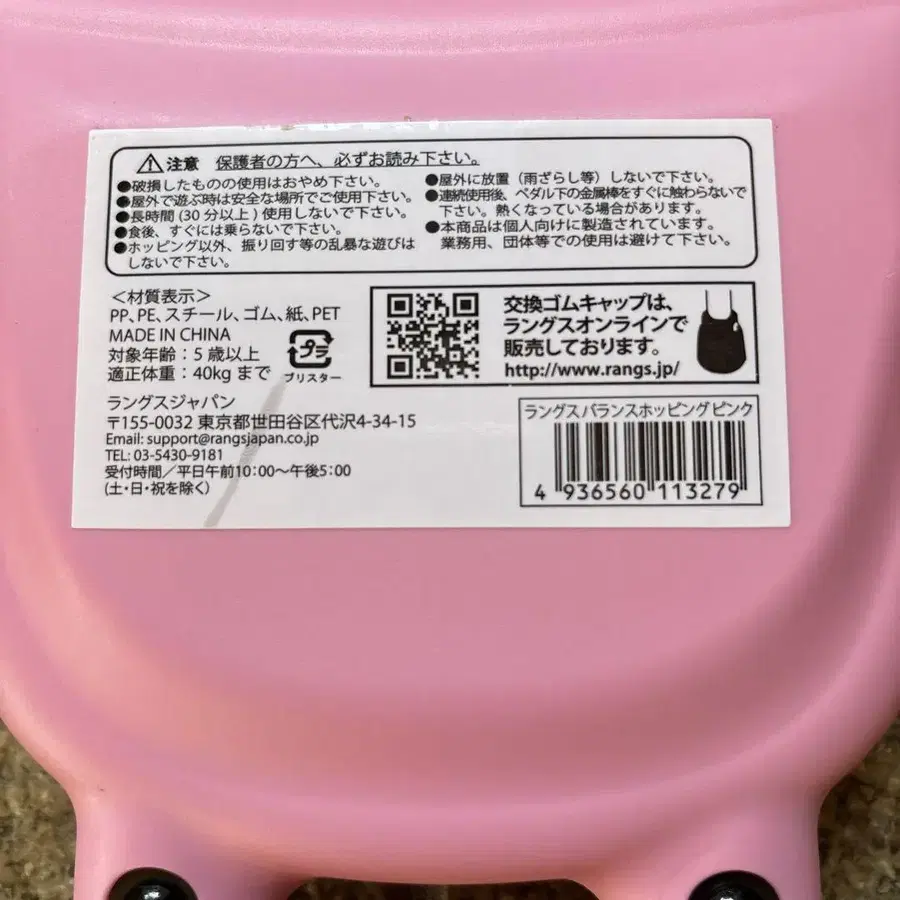 注意 保護者の方へ、必ずお読み下さい。
●破損したものの使用はおやめ下さい。
●屋外で遊ぶ時は安全な場所でご使用下さい。
●長時間(30分以上)使用しないで下さい。
●食後、すぐには乗らないで下さい。
●ホッピング以外、振り回す等の乱暴な遊びは
しないで下さい。
●屋外に放置（雨ざらし等）しないで下さい。
●連続使用後、ペダル下の金属棒をすぐに触わらないで
下さい。熱くなっている場合があります。
●本商品は個人向けに製造されています。
業務用、団体等での使用は避けて下さい。
＜材質表示＞
PP、PE、スチール、ゴム、紙、PET
MADE IN CHINA
対象年齢：5歳以上
適正体重：40kgまで
プラ
ブリスター
交換ゴムキャップは、
ラングスオンラインで
販売しております。
http://www.rangs.jp/
ラングスジャパン
〒155-0032 東京都世田谷区代沢4-34-15
Email: support@rangsjapan.co.jp
TEL: 03-5430-9181
受付時間／平日午前10:00～午後5:00
(土・日・祝を除く)
ラングス バランスホッピング ピンク
4 936560 113279